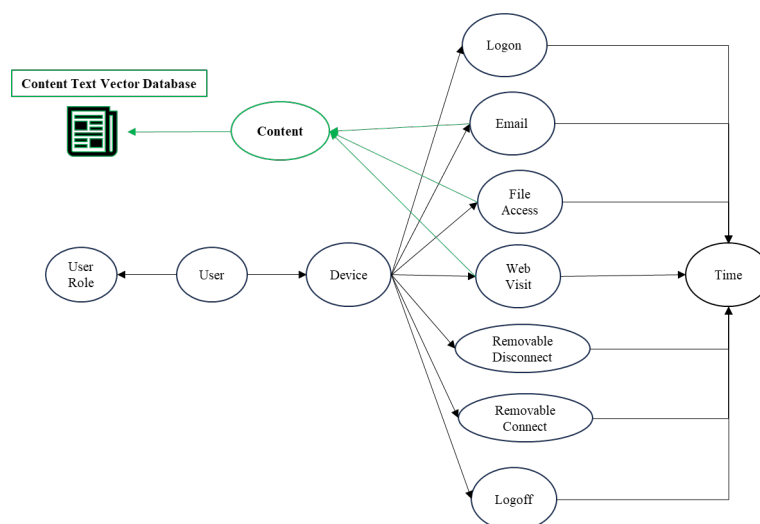 Logon
Content Text Vector Database
Content
Email
File
Access
User
Role
User
Device
Web
Visit
Time
Removable
Disconnect
Removable
Connect
Logoff